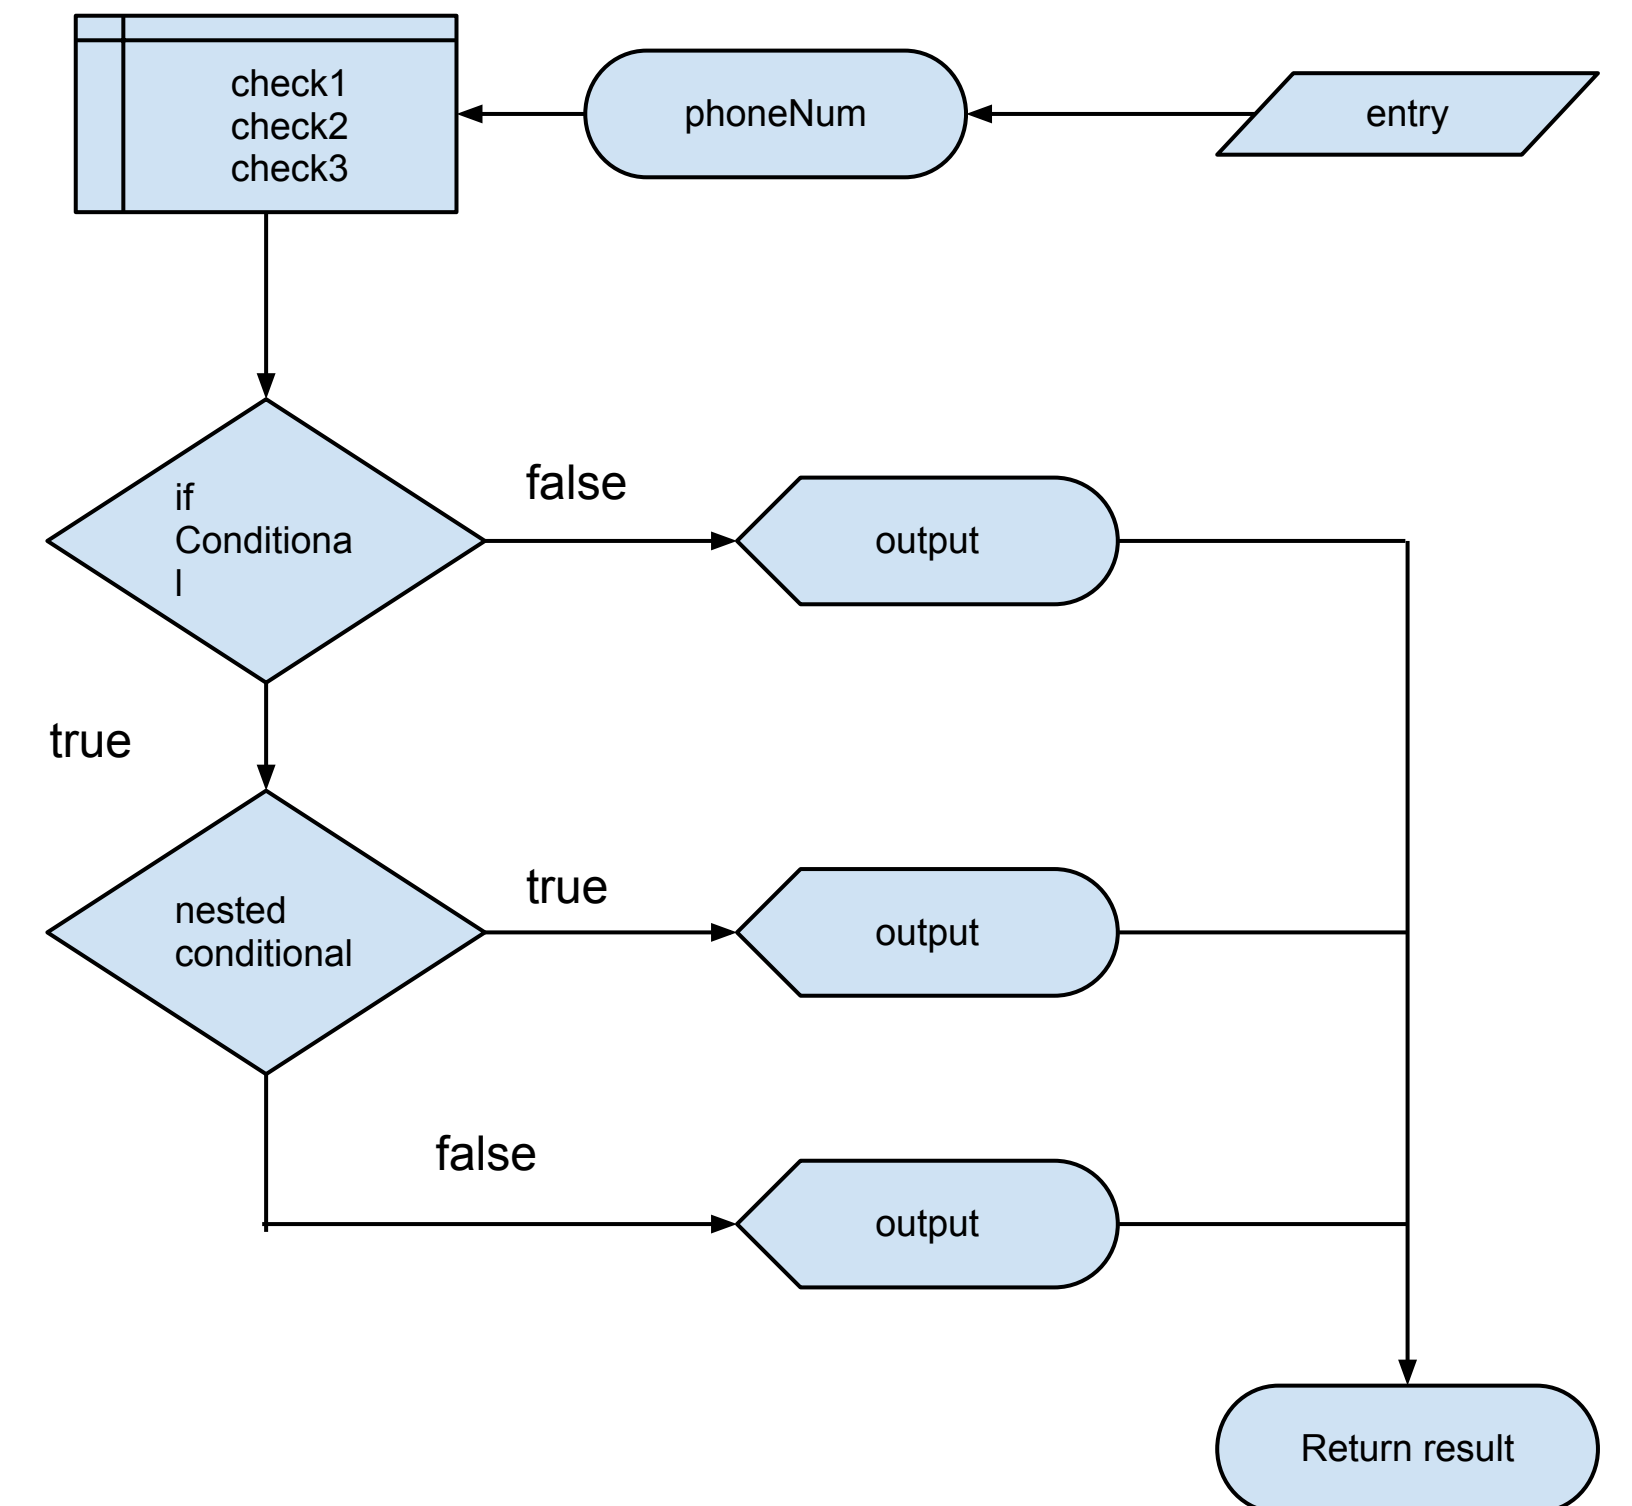 check1
check2
check3
phoneNum
entry
if
Conditiona
l
false
output
true
nested
conditional
true
output
false
output
Return result